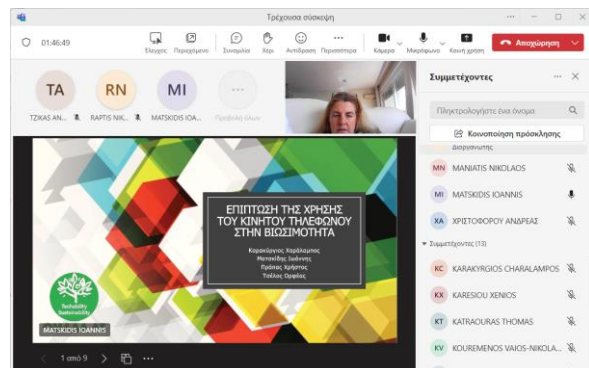 Τρέχουσα σύσκεψη
01:46:49
Έλεγχος Περιεχόμενο Συνομιλία Χέρι Αντίδραση Περισσότερα Κάμερα Μικρόφωνο Κοινή χρήση Αποχώρηση
TA RN MI
TZIKAS AN... RAPTIS NIK... MATSKIDIS IOA... Προβολή όλων
ΕΠΙΠΤΩΣΗ ΤΗΣ ΧΡΗΣΗΣ
ΤΟΥ ΚΙΝΗΤΟΥ ΤΗΛΕΦΩΝΟΥ
ΣΤΗΝ ΒΙΩΣΙΜΟΤΗΤΑ
Καρακύργιος Χαράλαμπος
Ματσκίδης Ιωάννης
Πράπας Χρήστος
Τσέλος Ορφέας
Techability
Sustainability
MATSKIDIS IOANNIS
1 από 9
Συμμετέχοντες
Πληκτρολογήστε ένα όνομα
Κοινοποίηση πρόσκλησης
Διοργανωτής
MN MANIATIS NIKOLAOS
MI MATSKIDIS IOANNIS
ΧΑ ΧΡΙΣΤΟΦΟΡΟΥ ΑΝΔΡΕΑΣ
Συμμετέχοντες (13)
KC KARAKYRGIOS CHARALAMPOS
KX KARESIOU XENIOS
KT KATRAOURAS THOMAS
KV KOUREMENOS VAIOS-NIKOLA...